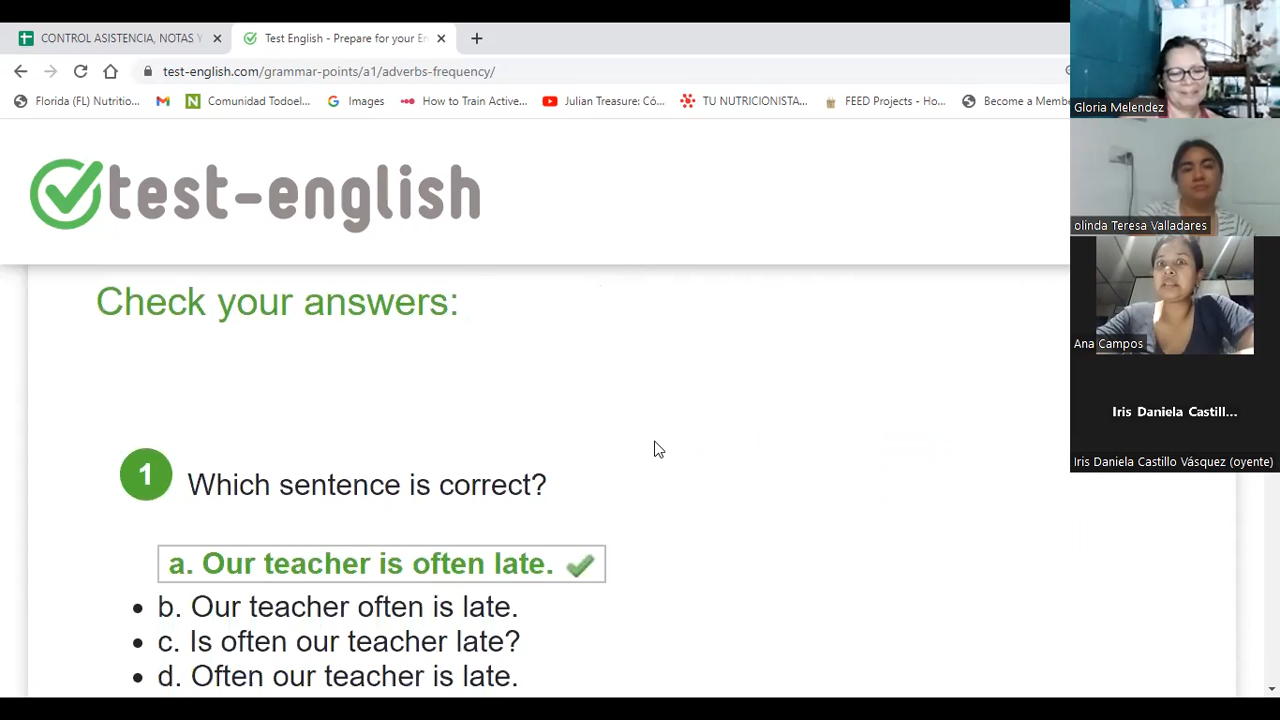 CONTROL ASISTENCIA, NOTAS Y
Test English - Prepare for your En
test-english.com/grammar-points/a1/adverbs-frequency/
Florida (FL) Nutritio...
Comunidad Todoel...
Images
How to Train Active...
Julian Treasure: Có...
TU NUTRICIONISTA...
FEED Projects - Ho...
Become a Membe
Gloria Melendez
test-english
olinda Teresa Valladares
Check your answers:
Ana Campos
Iris Daniela Castill...
Iris Daniela Castillo Vásquez (oyente)
1 Which sentence is correct?
a. Our teacher is often late.
• b. Our teacher often is late.
• c. Is often our teacher late?
• d. Often our teacher is late.